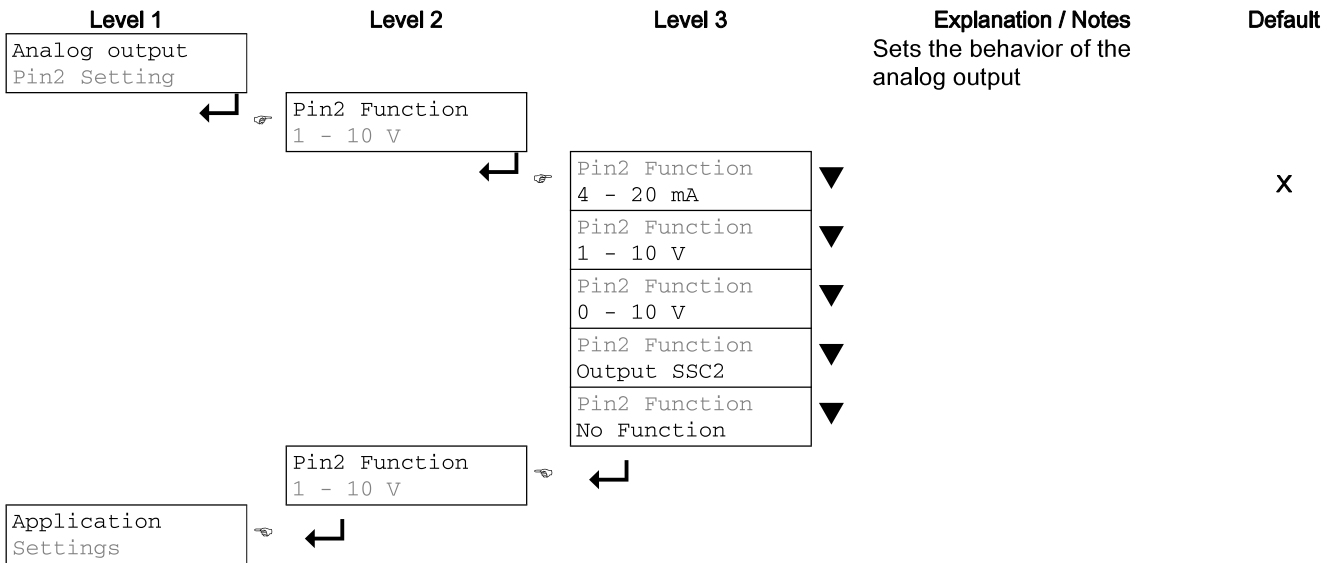 Level 1 Level 2 Level 3 Explanation / Notes Default
Analog output
Pin2 Setting
Sets the behavior of the
analog output
Pin2 Function
1 - 10 V
Pin2 Function
4 - 20 mA
X
Pin2 Function
1 - 10 V
Pin2 Function
0 - 10 V
Pin2 Function
Output SSC2
Pin2 Function
No Function
Pin2 Function
1 - 10 V
Application
Settings